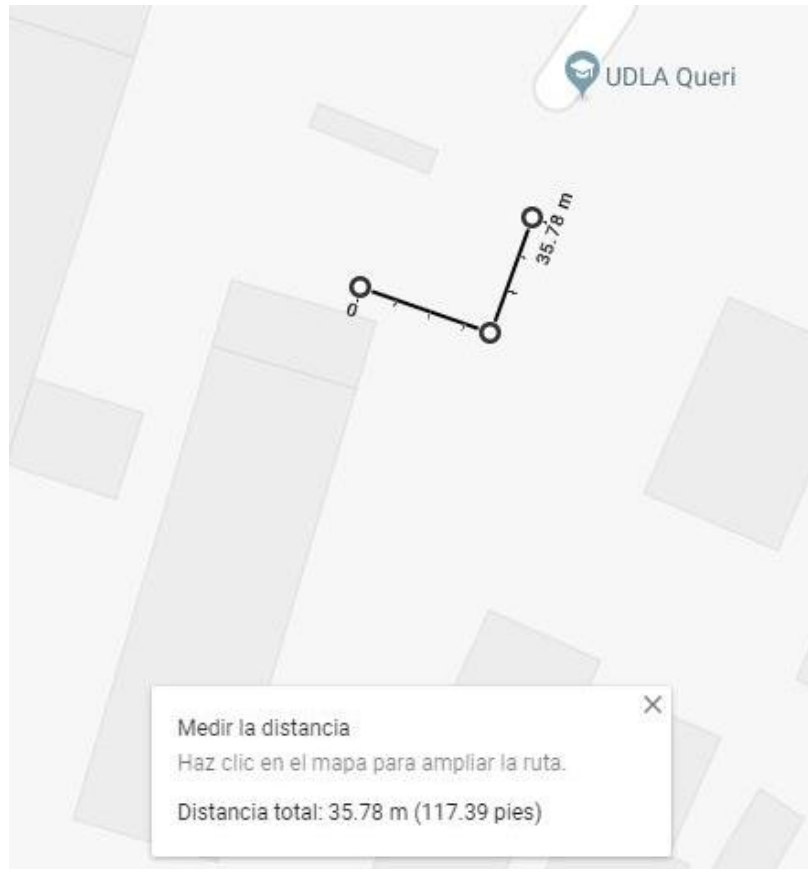 UDLA Queri
35.78 m
0
Medir la distancia
Haz clic en el mapa para ampliar la ruta.
Distancia total: 35.78 m (117.39 pies)